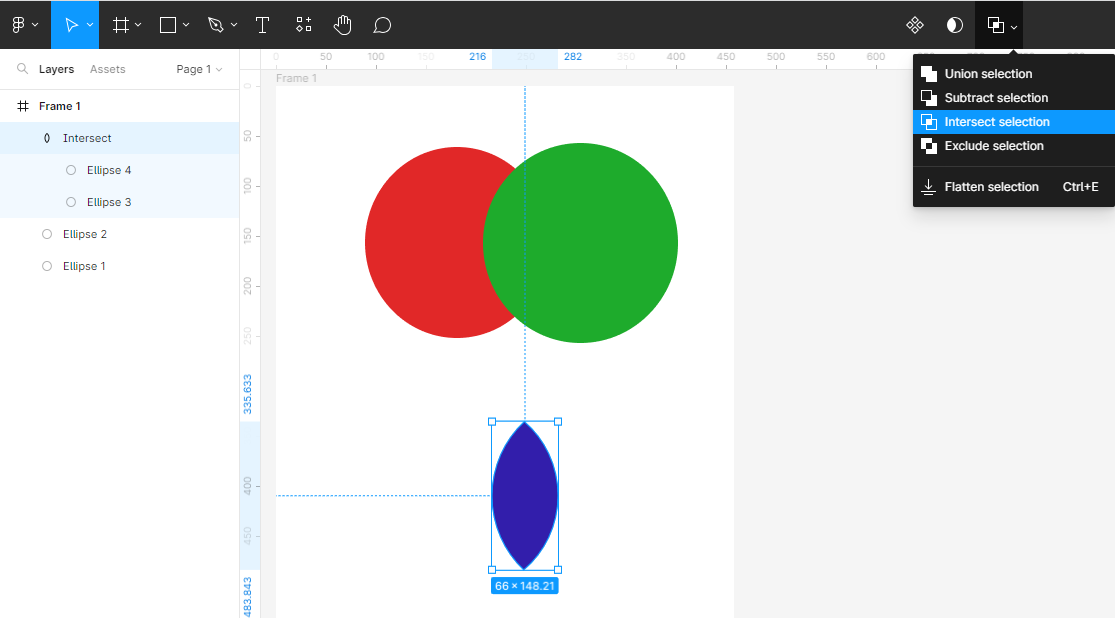 Layers Assets Page 1
Frame 1
Intersect
Ellipse 4
Ellipse 3
Ellipse 2
Ellipse 1
0 50 100 150 216 250 282 350 400 450 500 550 600
0
50
100
150
200
250
335.633
400
450
483.843
Frame 1
66 × 148.21
Union selection
Subtract selection
Intersect selection
Exclude selection
Flatten selection Ctrl+E